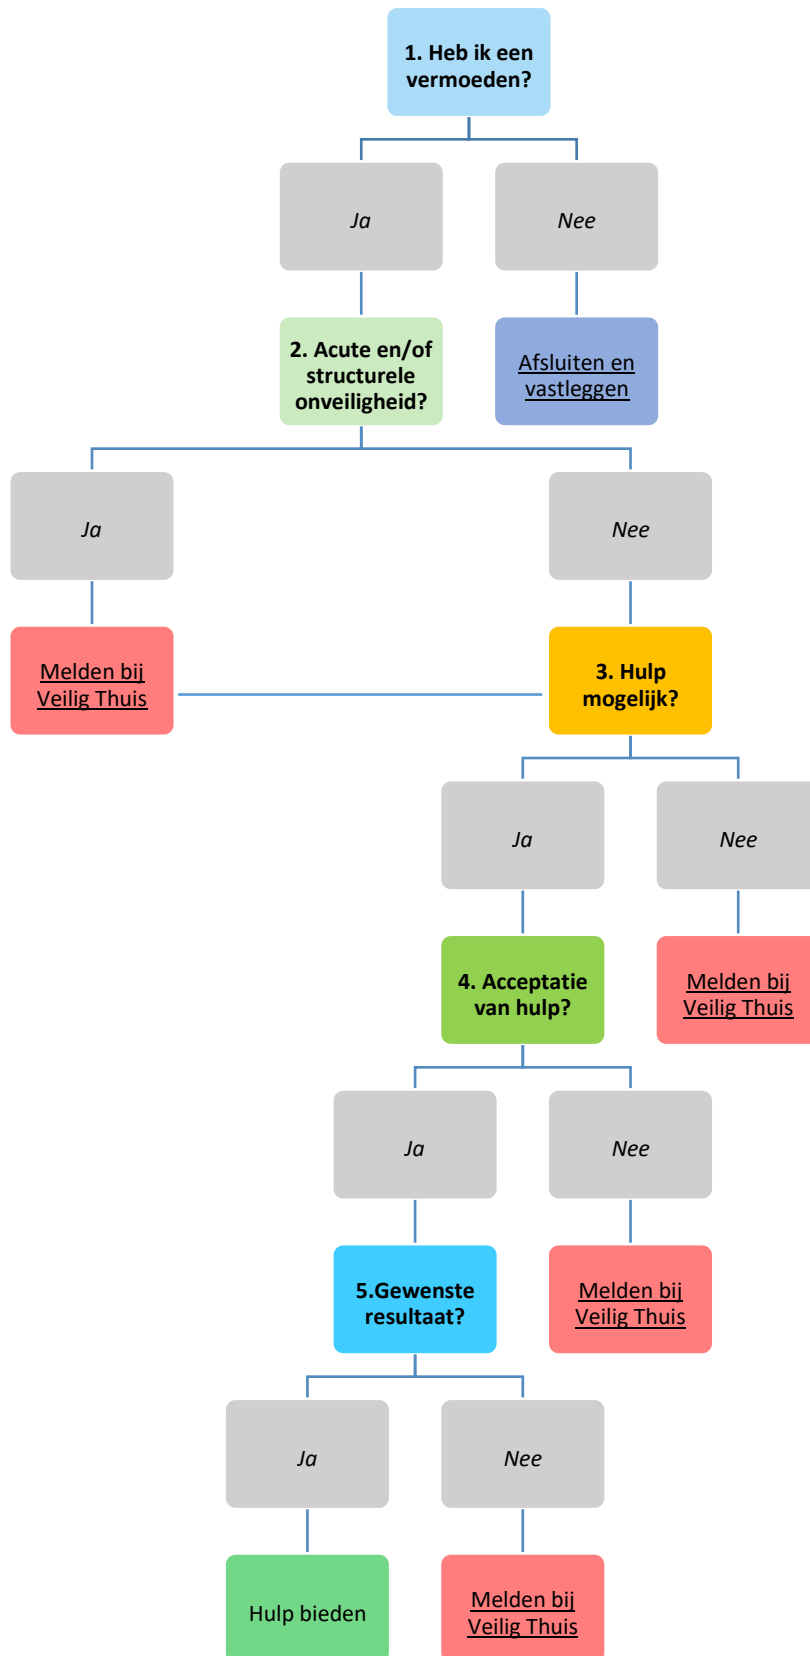 1. Heb ik een
vermoeden?
Ja
Nee
2. Acute en/of
structurele
onveiligheid?
Afsluiten en
vastleggen
Ja
Nee
Melden bij
Veilig Thuis
3. Hulp
mogelijk?
Ja
Nee
4. Acceptatie
van hulp?
Melden bij
Veilig Thuis
Ja
Nee
5.Gewenste
resultaat?
Melden bij
Veilig Thuis
Ja
Nee
Hulp bieden
Melden bij
Veilig Thuis